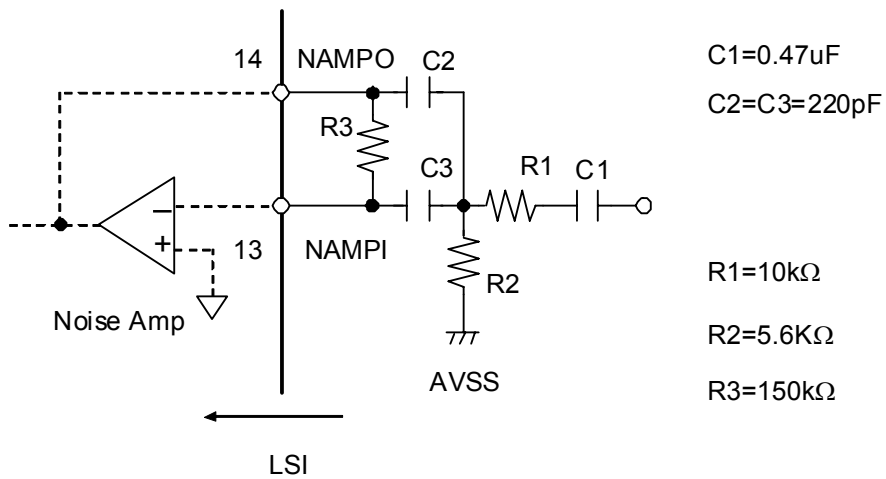 14
NAMPO
C2
R3
C3
R1
C1
−
+
13
NAMPI
R2
Noise Amp
AVSS
LSI
C1=0.47uF
C2=C3=220pF
R1=10kΩ
R2=5.6KΩ
R3=150kΩ